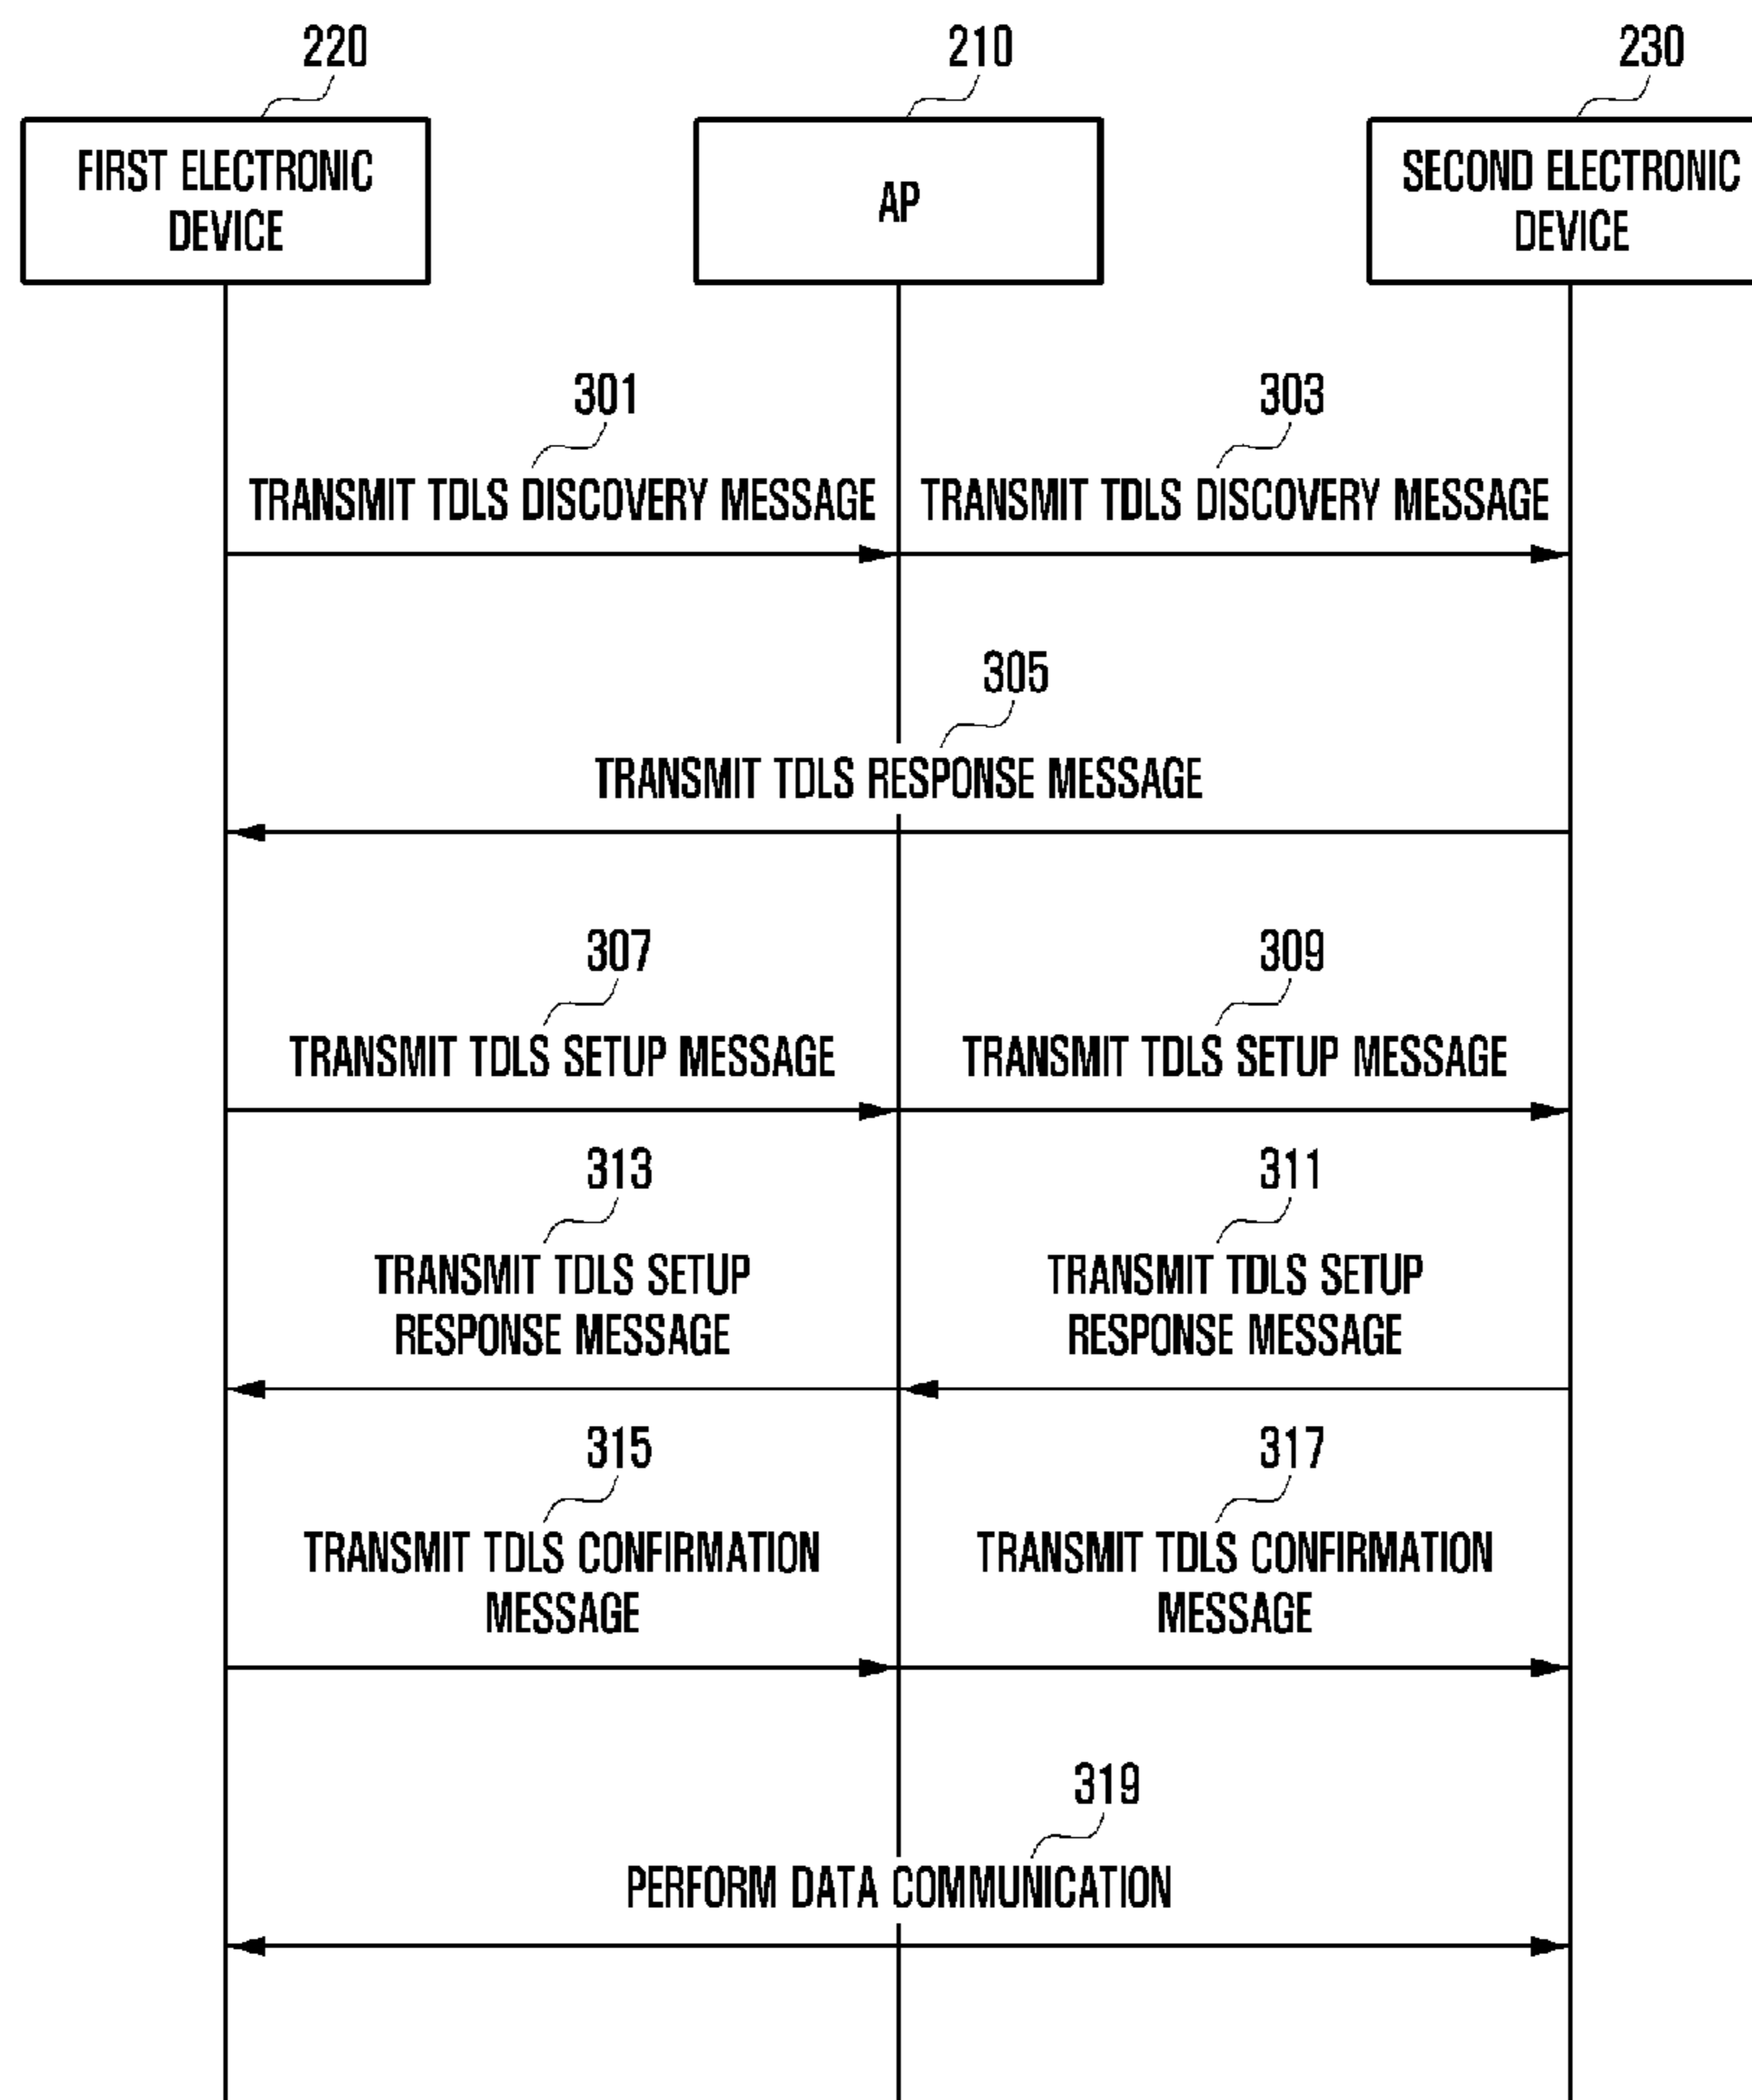 220
210
230
FIRST ELECTRONIC
DEVICE
AP
SECOND ELECTRONIC
DEVICE
301
303
TRANSMIT TDLS DISCOVERY MESSAGE
TRANSMIT TDLS DISCOVERY MESSAGE
305
TRANSMIT TDLS RESPONSE MESSAGE
307
309
TRANSMIT TDLS SETUP MESSAGE
TRANSMIT TDLS SETUP MESSAGE
313
311
TRANSMIT TDLS SETUP
RESPONSE MESSAGE
TRANSMIT TDLS SETUP
RESPONSE MESSAGE
315
317
TRANSMIT TDLS CONFIRMATION
MESSAGE
TRANSMIT TDLS CONFIRMATION
MESSAGE
319
PERFORM DATA COMMUNICATION